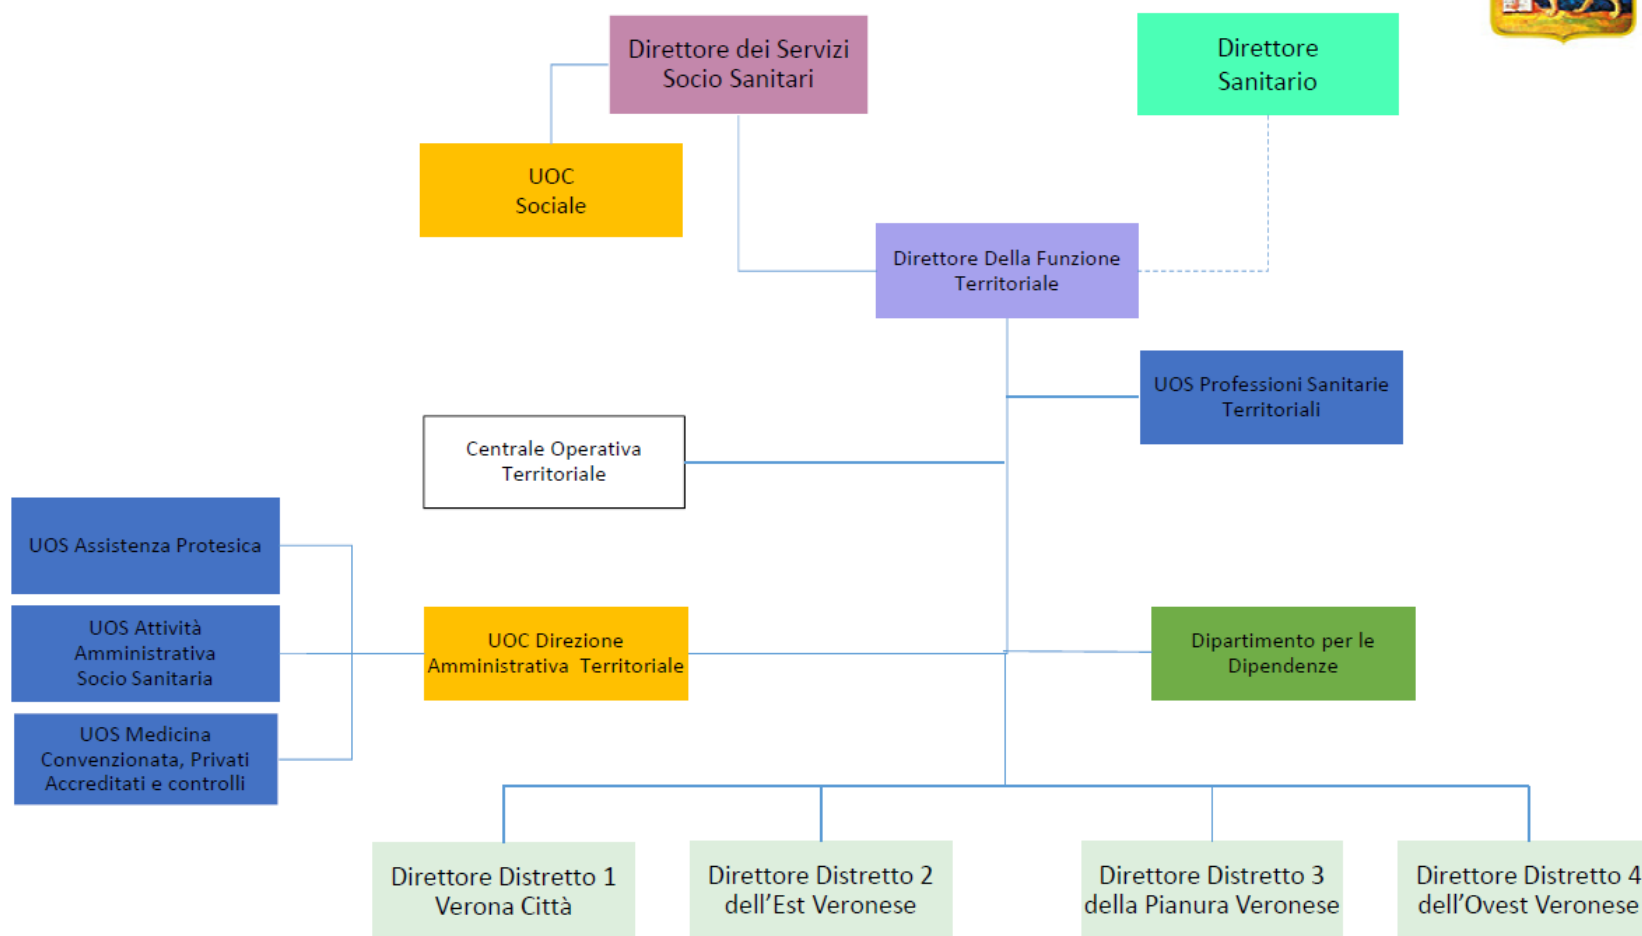 Direttore dei Servizi
Socio Sanitari
Direttore
Sanitario
UOC
Sociale
Direttore Della Funzione
Territoriale
UOS Professioni Sanitarie
Territoriali
Centrale Operativa
Territoriale
UOS Assistenza Protesica
UOS Attività
Amministrativa
Socio Sanitaria
UOC Direzione
Amministrativa Territoriale
Dipartimento per le
Dipendenze
UOS Medicina
Convenzionata, Privati
Accreditati e controlli
Direttore Distretto 1
Verona Città
Direttore Distretto 2
dell’Est Veronese
Direttore Distretto 3
della Pianura Veronese
Direttore Distretto 4
dell’Ovest Veronese